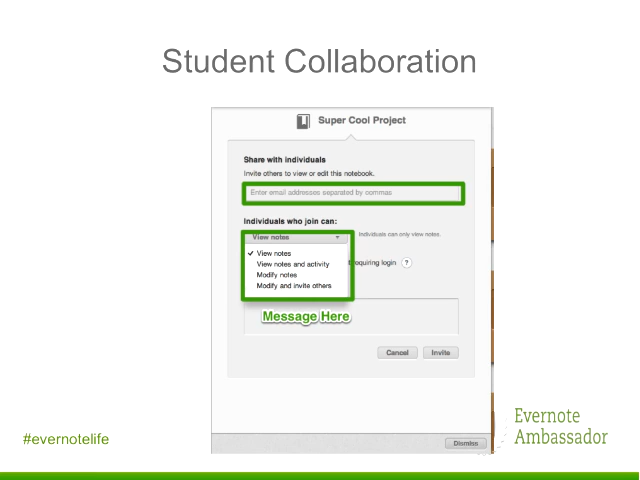 Student Collaboration
Super Cool Project
Share with individuals
Invite others to view or edit this notebook.
Enter email addresses separated by commas
Individuals who join can:
View notes
Individuals can only view notes.
✓ View notes
View notes and activity
requiring login ?
Modify notes
Modify and invite others
Message Here
Cancel Invite
Dismiss
#evernotelife
Evernote
Ambassador